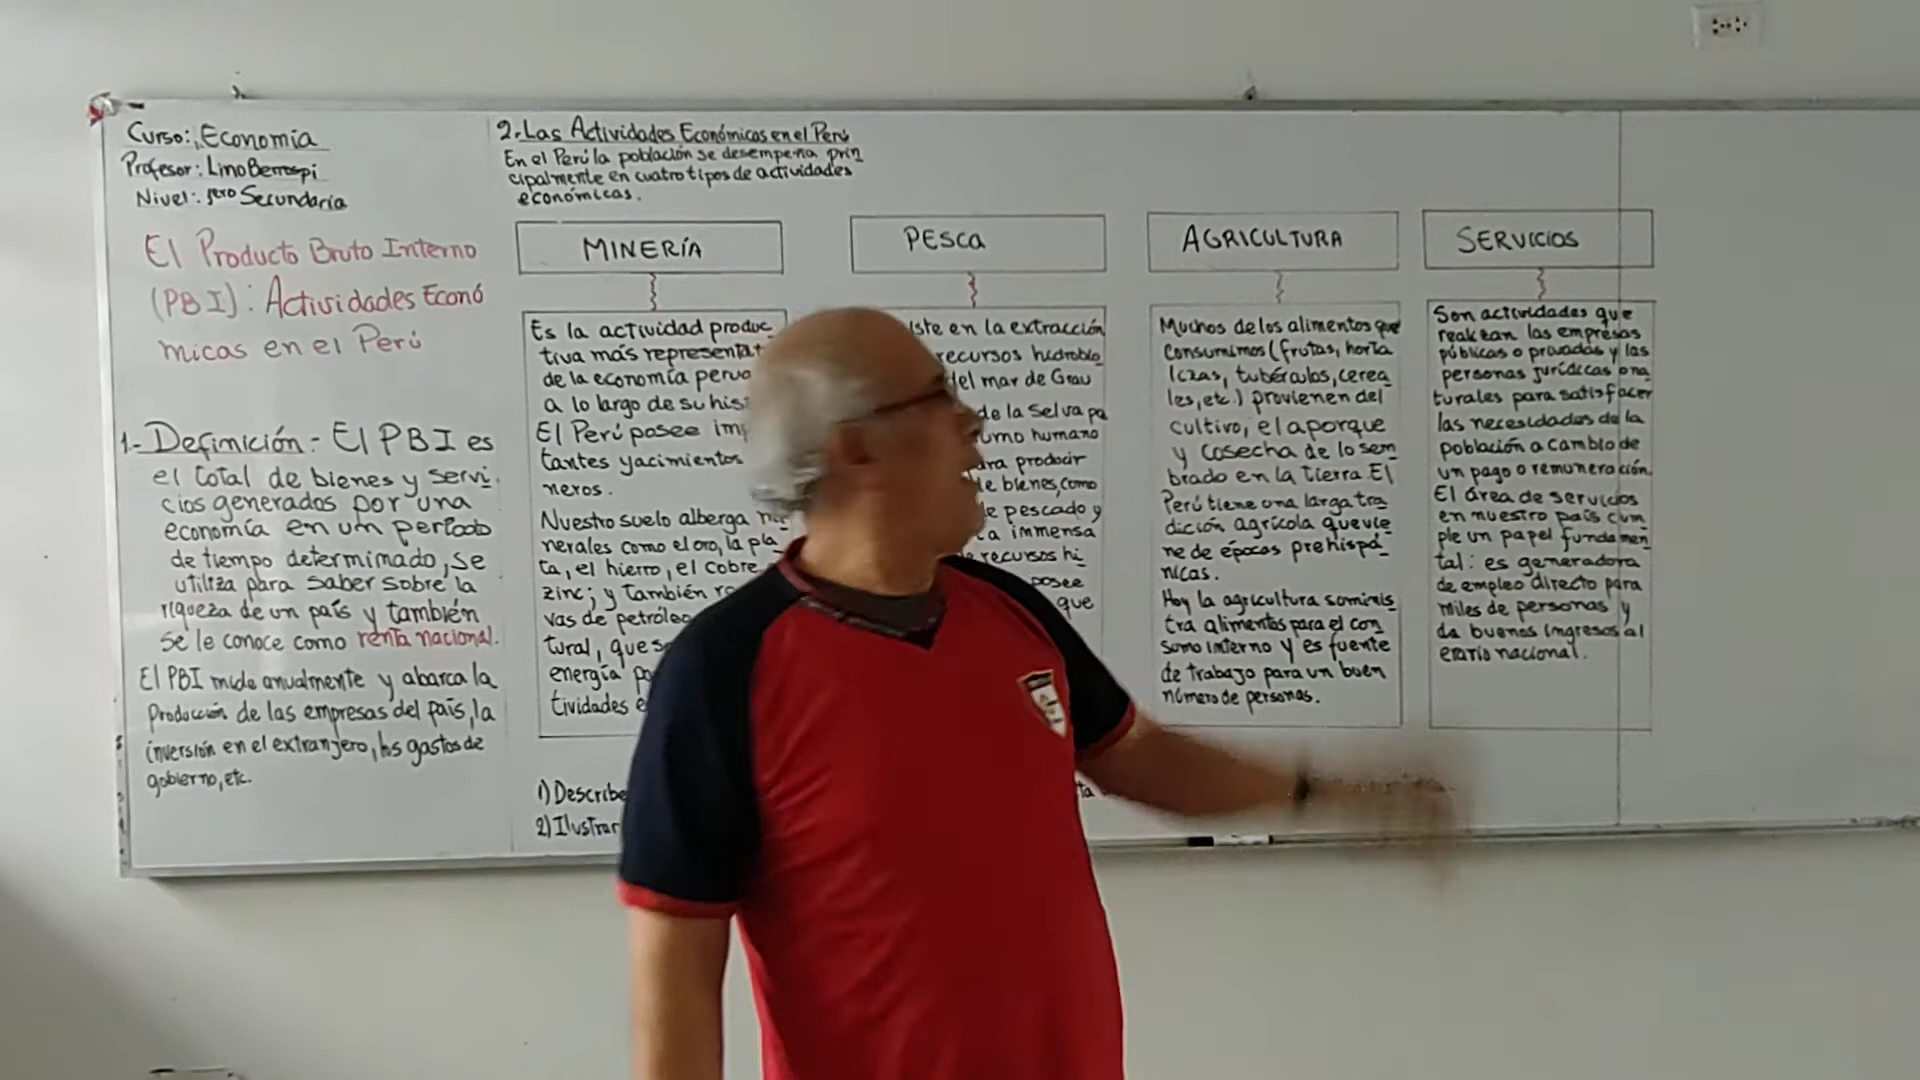 Curso: Economía
Profesor: Lino Berrospi
Nivel: 1ero Secundaria
El Producto Bruto Interno
(PBI): Actividades Econó
micas en el Perú
1.- Definición: El PBI es
el total de bienes y servi
cios generados por una
economía en un período
de tiempo determinado, se
utiliza para saber sobre la
riqueza de un país y también
se le conoce como renta nacional.
El PBI mide anualmente y abarca la
Producción de las empresas del país, la
inversión en el extranjero, los gastos de
gobierno, etc.
2.- Las Actividades Económicas en el Perú
En el Perú la población se desempeña prin
cipalmente en cuatro tipos de actividades
económicas.
MINERÍA
Es la actividad produc
tiva más representat
de la economía perua
a lo largo de su his
El Perú posee im
tantes yacimientos
neros.
Nuestro suelo alberga
nerales como el oro, la pla
ta, el hierro, el cobre
zinc; y también
vas de petróleo
tural, que
energía
tividades
PESCA
en la extracción
recursos hidrobio
del mar de Grau
de la Selva pa
humano
producir
de bienes, como
pescado y
immensa
recursos hi
posee
que
AGRICULTURA
Muchos de los alimentos que
consumimos (frutas, horta
lizas, tubérculos, cerea
les, etc.) provienen del
cultivo, el aporque
y cosecha de lo sem
brado en la tierra. El
Perú tiene una larga tra
dición agrícola que vie
ne de épocas prehispá
nicas.
Hoy la agricultura suminis
tra alimentos para el con
sumo interno y es fuente
de trabajo para un buen
número de personas.
SERVICIOS
Son actividades que
realizan las empresas
públicas o privadas y las
personas jurídicas o na
turales para satisfacer
las necesidades de la
población a cambio de
un pago o remuneración.
El área de servicios
en nuestro país cum
ple un papel fundamen
tal: es generadora
de empleo directo para
miles de personas y
da buenos ingresos al
erario nacional.
1) Describe
2) Ilustrar